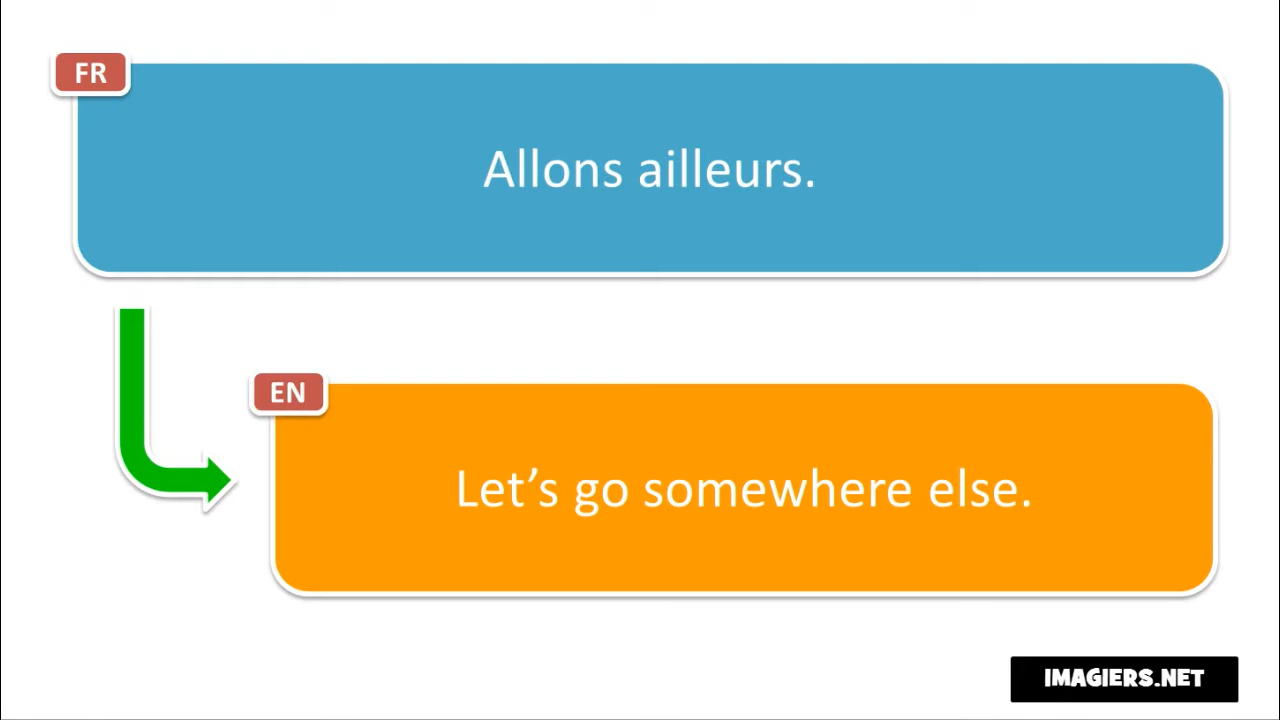 FR
Allons ailleurs.
EN
Let’s go somewhere else.
IMAGIERS.NET